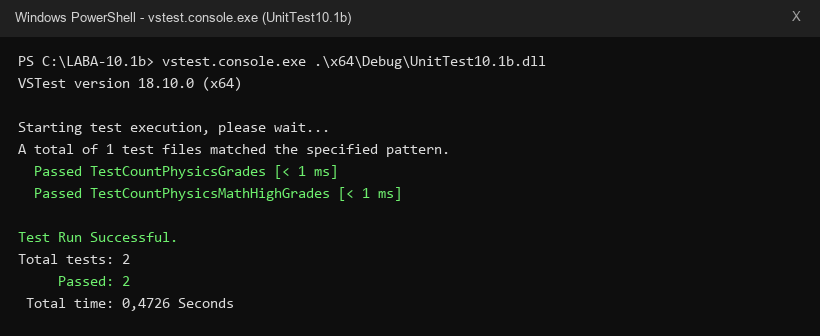 Windows PowerShell - vstest.console.exe (UnitTest10.1b)
X
PS C:\LABA-10.1b> vstest.console.exe .\x64\Debug\UnitTest10.1b.dll
VSTest version 18.10.0 (x64)
Starting test execution, please wait...
A total of 1 test files matched the specified pattern.
Passed TestCountPhysicsGrades [< 1 ms]
Passed TestCountPhysicsMathHighGrades [< 1 ms]
Test Run Successful.
Total tests: 2
Passed: 2
Total time: 0,4726 Seconds